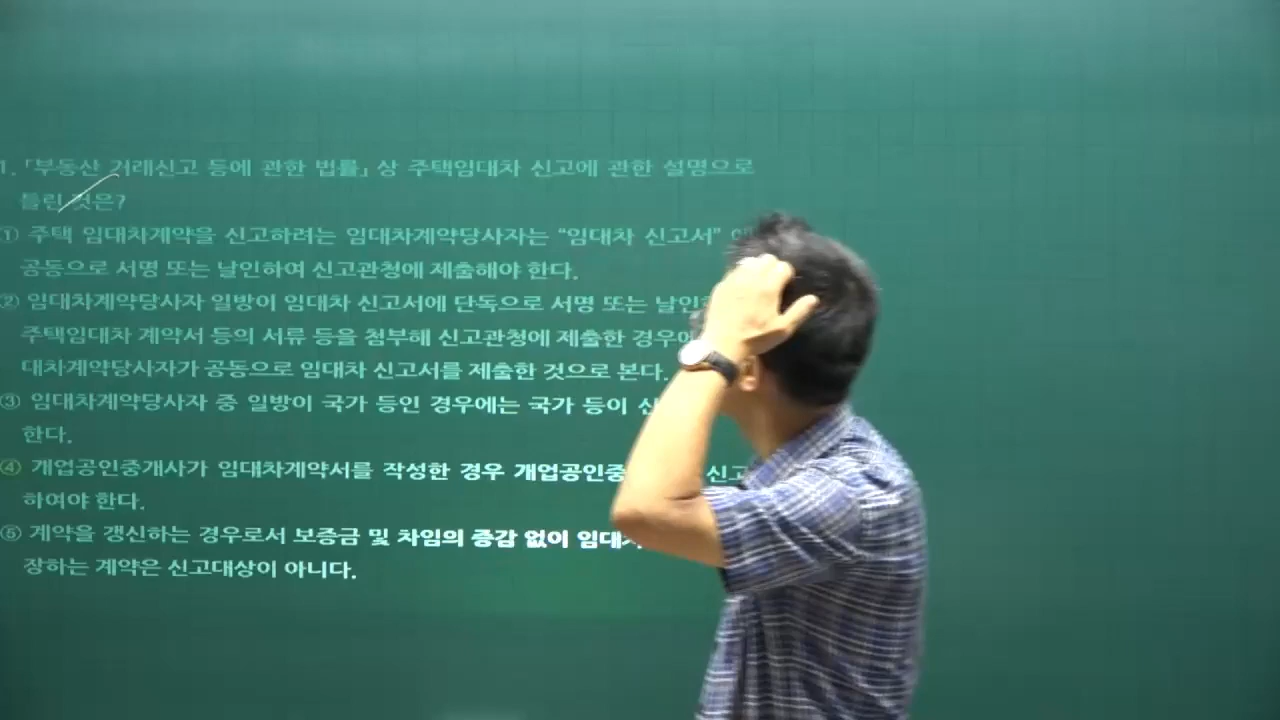 1. 「부동산 거래신고 등에 관한 법률」 상 주택임대차 신고에 관한 설명으로
틀린 것은?
① 주택 임대차계약을 신고하려는 임대차계약당사자는 “임대차 신고서”
공동으로 서명 또는 날인하여 신고관청에 제출해야 한다.
② 임대차계약당사자 일방이 임대차 신고서에 단독으로 서명 또는
주택임대차 계약서 등의 서류 등을 첨부해 신고관청에 제출한
대차계약당사자가 공동으로 임대차 신고서를 제출한 것으로 본다.
③ 임대차계약당사자 중 일방이 국가 등인 경우에는 국가 등이
한다.
④ 개업공인중개사가 임대차계약서를 작성한 경우
하여야 한다.
⑤ 계약을 갱신하는 경우로서 보증금 및 차임의 증감 없이
장하는 계약은 신고대상이 아니다.